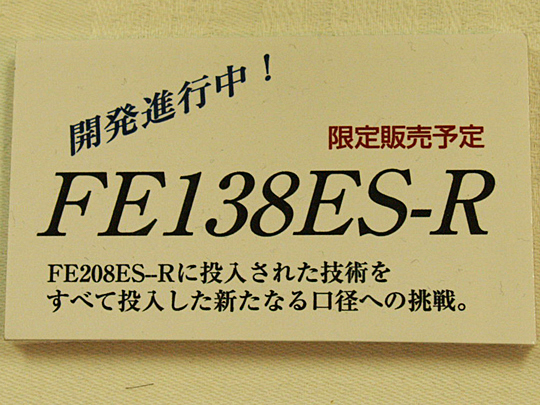 開発進行中！
限定販売予定
FE138ES-R
FE208ES--Rに投入された技術を
すべて投入した新たなる口径への挑戦。